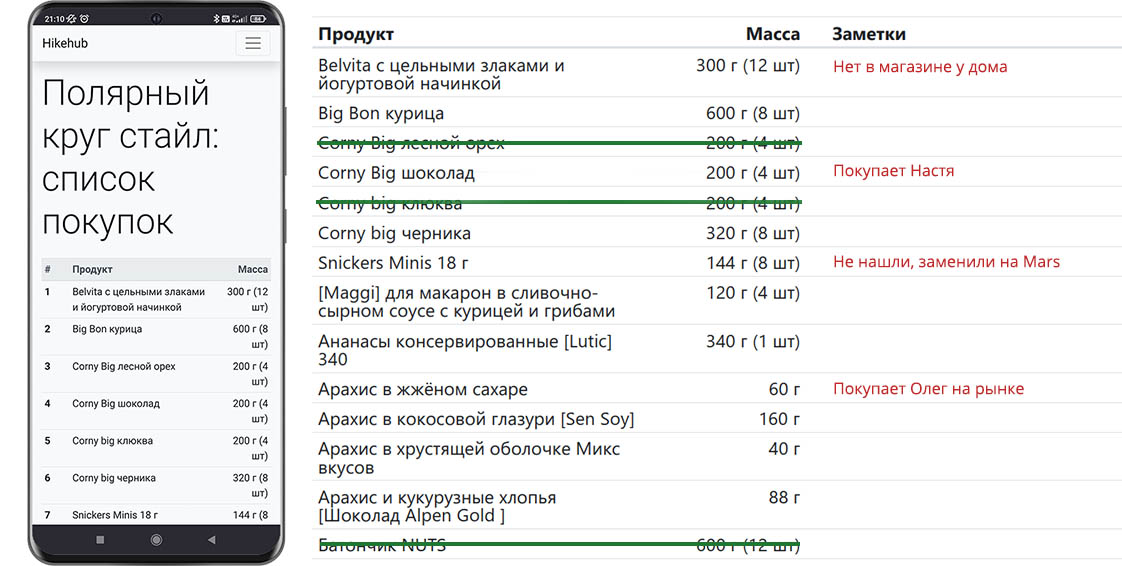 21:10
84
Hikehub
Полярный
круг стайл:
список
покупок
# Продукт Масса
1 Belvita с цельными злаками 300 г (12
и йогуртовой начинкой шт)
2 Big Bon курица 600 г (8
шт)
3 Corny Big лесной орех 200 г (4
шт)
4 Corny Big шоколад 200 г (4
шт)
5 Corny big клюква 200 г (4
шт)
6 Corny big черника 320 г (8
шт)
7 Snickers Minis 18 г 144 г (8
Продукт Масса Заметки
Belvita с цельными злаками и 300 г (12 шт) Нет в магазине у дома
йогуртовой начинкой
Big Bon курица 600 г (8 шт)
Corny Big лесной орех 200 г (4 шт)
Corny Big шоколад 200 г (4 шт) Покупает Настя
Corny big клюква 200 г (4 шт)
Corny big черника 320 г (8 шт)
Snickers Minis 18 г 144 г (8 шт) Не нашли, заменили на Mars
[Maggi] для макарон в сливочно- 120 г (4 шт)
сырном соусе с курицей и грибами
Ананасы консервированные [Lutic] 340 г (1 шт)
340
Арахис в жжёном сахаре 60 г Покупает Олег на рынке
Арахис в кокосовой глазури [Sen Soy] 160 г
Арахис в хрустящей оболочке Микс 40 г
вкусов
Арахис и кукурузные хлопья 88 г
[Шоколад Alpen Gold ]
Батончик NUTS 600 г (12 шт)